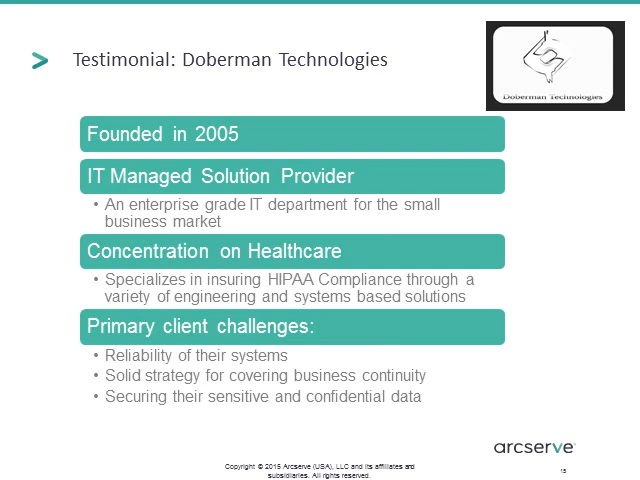 > Testimonial: Doberman Technologies
Doberman Technologies
Founded in 2005
IT Managed Solution Provider
• An enterprise grade IT department for the small
business market
Concentration on Healthcare
• Specializes in insuring HIPAA Compliance through a
variety of engineering and systems based solutions
Primary client challenges:
• Reliability of their systems
• Solid strategy for covering business continuity
• Securing their sensitive and confidential data
arcserve®
Copyright © 2015 Arcserve (USA), LLC and its affiliates and
subsidiaries. All rights reserved.
15